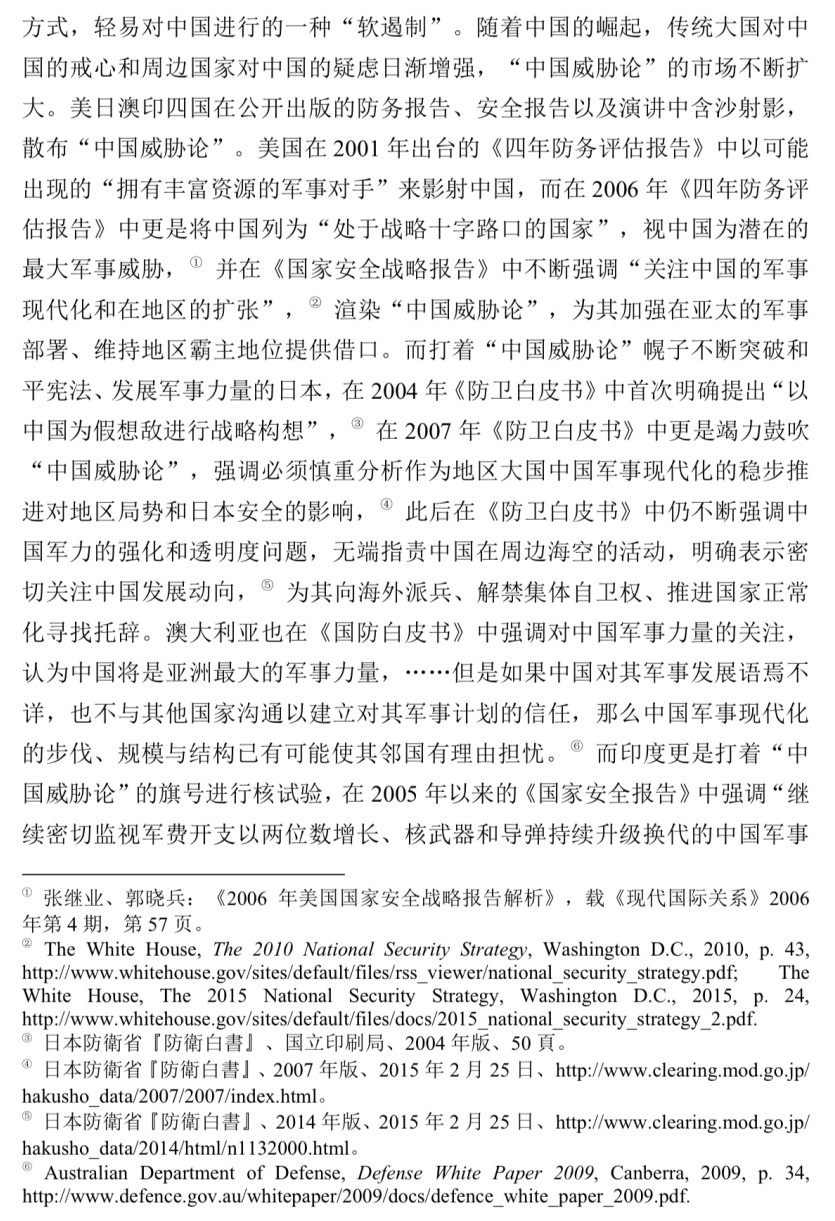 方式，轻易对中国进行的一种“软遏制”。随着中国的崛起，传统大国对中
国的戒心和周边国家对中国的疑虑日渐增强，“中国威胁论”的市场不断扩
大。美日澳印四国在公开出版的防务报告、安全报告以及演讲中含沙射影，
散布“中国威胁论”。美国在 2001 年出台的《四年防务评估报告》中以可能
出现的“拥有丰富资源的军事对手”来影射中国，而在 2006 年《四年防务评
估报告》中更是将中国列为“处于战略十字路口的国家”，视中国为潜在的
最大军事威胁，① 并在《国家安全战略报告》中不断强调“关注中国的军事
现代化和在地区的扩张”，② 渲染“中国威胁论”，为其加强在亚太的军事
部署、维持地区霸主地位提供借口。而打着“中国威胁论”幌子不断突破和
平宪法、发展军事力量的日本，在 2004 年《防卫白皮书》中首次明确提出“以
中国为假想敌进行战略构想”，③ 在 2007 年《防卫白皮书》中更是竭力鼓吹
“中国威胁论”，强调必须慎重分析作为地区大国中国军事现代化的稳步推
进对地区局势和日本安全的影响，④ 此后在《防卫白皮书》中仍不断强调中
国军力的强化和透明度问题，无端指责中国在周边海空的活动，明确表示密
切关注中国发展动向，⑤ 为其向海外派兵、解禁集体自卫权、推进国家正常
化寻找托辞。澳大利亚也在《国防白皮书》中强调对中国军事力量的关注，
认为中国将是亚洲最大的军事力量，……但是如果中国对其军事发展语焉不
详，也不与其他国家沟通以建立对其军事计划的信任，那么中国军事现代化
的步伐、规模与结构已有可能使其邻国有理由担忧。⑥ 而印度更是打着“中
国威胁论”的旗号进行核试验，在 2005 年以来的《国家安全报告》中强调“继
续密切监视军费开支以两位数增长、核武器和导弹持续升级换代的中国军事
① 张继业、郭晓兵：《2006 年美国国家安全战略报告解析》，载《现代国际关系》2006
年第 4 期，第 57 页。
② The White House, The 2010 National Security Strategy, Washington D.C., 2010, p. 43,
http://www.whitehouse.gov/sites/default/files/rss_viewer/national_security_strategy.pdf; The
White House, The 2015 National Security Strategy, Washington D.C., 2015, p. 24,
http://www.whitehouse.gov/sites/default/files/docs/2015_national_security_strategy_2.pdf.
③ 日本防衛省『防衛白書』、国立印刷局、2004 年版、50 頁。
④ 日本防衛省『防衛白書』、2007 年版、2015 年 2 月 25 日、http://www.clearing.mod.go.jp/
hakusho_data/2007/2007/index.html。
⑤ 日本防衛省『防衛白書』、2014 年版、2015 年 2 月 25 日、http://www.clearing.mod.go.jp/
hakusho_data/2014/html/n1132000.html。
⑥ Australian Department of Defense, Defense White Paper 2009, Canberra, 2009, p. 34,
http://www.defence.gov.au/whitepaper/2009/docs/defence_white_paper_2009.pdf.